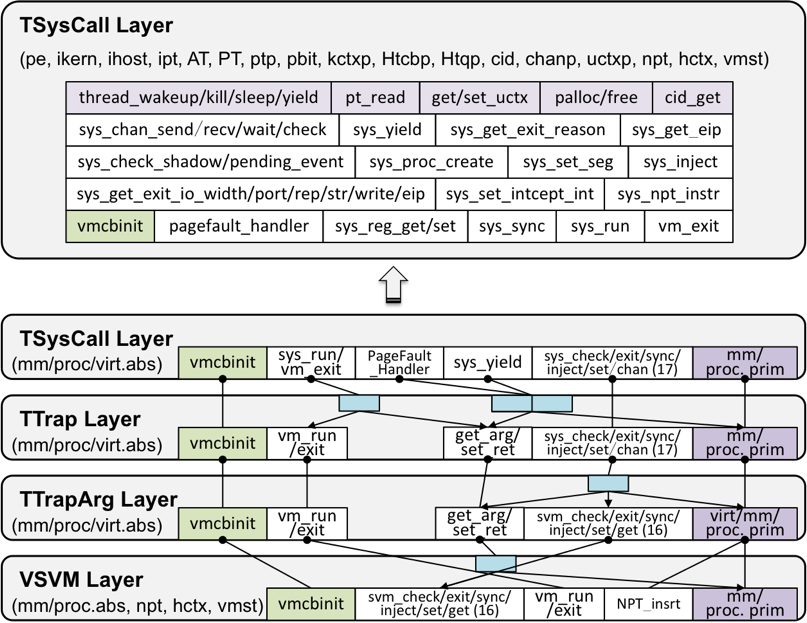 TSysCall Layer
(pe, ikern, ihost, ipt, AT, PT, ptp, pbit, kctxp, Htcbp, Htqp, cid, chanp, uctxp, npt, hctx, vmst)
thread_wakeup/kill/sleep/yield pt_read get/set_uctx palloc/free cid_get
sys_chan_send/recv/wait/check sys_yield sys_get_exit_reason sys_get_eip
sys_check_shadow/pending_event sys_proc_create sys_set_seg sys_inject
sys_get_exit_io_width/port/rep/str/write/eip sys_set_intcept_int sys_npt_instr
vmcbinit pagefault_handler sys_reg_get/set sys_sync sys_run vm_exit
TSysCall Layer
(mm/proc/virt.abs)
vmcbinit
sys_run/
vm_exit
PageFault
_Handler
sys_yield
sys_check/exit/sync/
inject/set/chan (17)
mm/
proc. prim
TTrap Layer
(mm/proc/virt.abs)
vmcbinit
vm_run
/exit
get_arg/
set_ret
sys_check/exit/sync/
inject/set/chan (17)
mm/
proc. prim
TTrapArg Layer
(mm/proc/virt.abs)
vmcbinit
vm_run
/exit
get_arg/
set_ret
svm_check/exit/sync/
inject/set/get (16)
virt/mm/
proc. prim
VSVM Layer
(mm/proc.abs, npt, hctx, vmst)
vmcbinit
svm_check/exit/sync/
inject/set/get (16)
vm_run
/exit
NPT_insrt
mm/
proc. prim